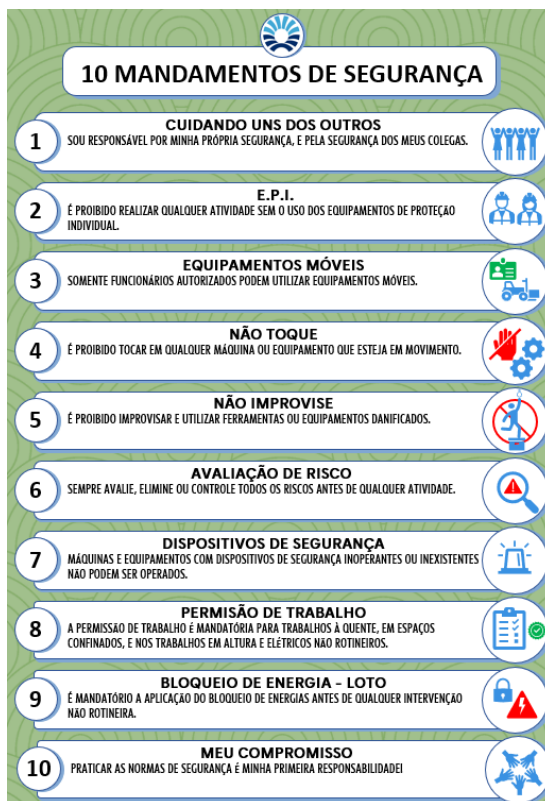 10 MANDAMENTOS DE SEGURANÇA
1
CUIDANDO UNS DOS OUTROS
SOU RESPONSÁVEL POR MINHA PRÓPRIA SEGURANÇA, E PELA SEGURANÇA DOS MEUS COLEGAS.
2
E.P.I.
É PROIBIDO REALIZAR QUALQUER ATIVIDADE SEM O USO DOS EQUIPAMENTOS DE PROTEÇÃO
INDIVIDUAL.
3
EQUIPAMENTOS MÓVEIS
SOMENTE FUNCIONÁRIOS AUTORIZADOS PODEM UTILIZAR EQUIPAMENTOS MÓVEIS.
4
NÃO TOQUE
É PROIBIDO TOCAR EM QUALQUER MÁQUINA OU EQUIPAMENTO QUE ESTEJA EM MOVIMENTO.
5
NÃO IMPROVISE
É PROIBIDO IMPROVISAR E UTILIZAR FERRAMENTAS OU EQUIPAMENTOS DANIFICADOS.
6
AVALIAÇÃO DE RISCO
SEMPRE AVALIE, ELIMINE OU CONTROLE TODOS OS RISCOS ANTES DE QUALQUER ATIVIDADE.
7
DISPOSITIVOS DE SEGURANÇA
MÁQUINAS E EQUIPAMENTOS COM DISPOSITIVOS DE SEGURANÇA INOPERANTES OU INEXISTENTES
NÃO PODEM SER OPERADOS.
8
PERMISÃO DE TRABALHO
A PERMISSÃO DE TRABALHO É MANDATÓRIA PARA TRABALHOS À QUENTE, EM ESPAÇOS
CONFINADOS, E NOS TRABALHOS EM ALTURA E ELÉTRICOS NÃO ROTINEIROS.
9
BLOQUEIO DE ENERGIA - LOTO
É MANDATÓRIO A APLICAÇÃO DO BLOQUEIO DE ENERGIAS ANTES DE QUALQUER INTERVENÇÃO
NÃO ROTINEIRA.
10
MEU COMPROMISSO
PRATICAR AS NORMAS DE SEGURANÇA É MINHA PRIMEIRA RESPONSABILIDADE!